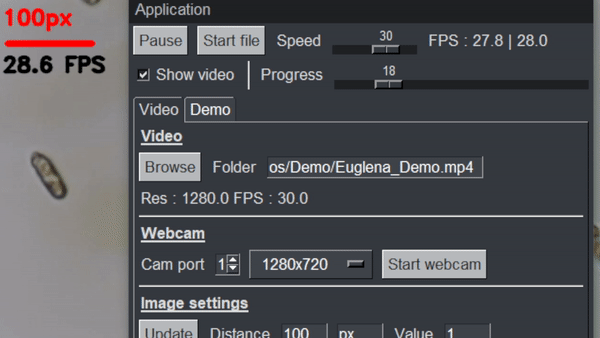 100px
28.6 FPS
Application
Pause Start file Speed 30 FPS : 27.8 | 28.0
Show video Progress 18
Video Demo
Video
Browse Folder os/Demo/Euglena_Demo.mp4
Res : 1280.0 FPS : 30.0
Webcam
Cam port 1 1280x720 Start webcam
Image settings
Update Distance 100 px Value 1